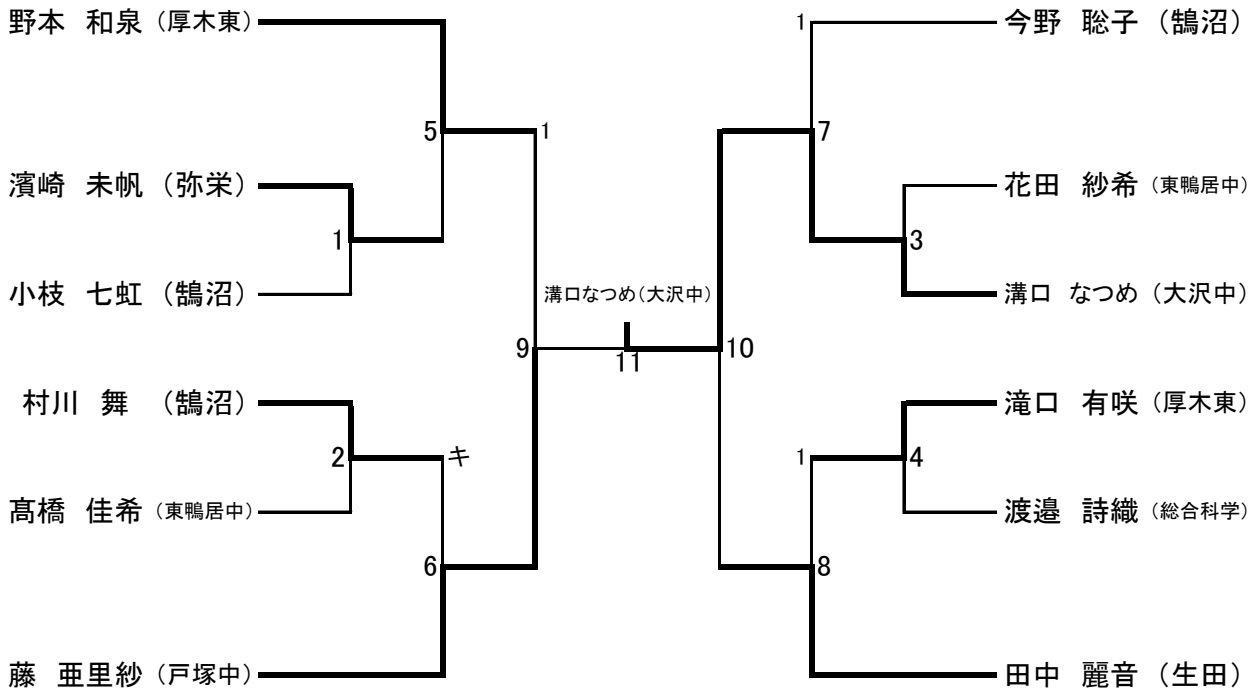 野本 和泉 (厚木東)
5
1
濱崎 未帆 (弥栄)
1
小枝 七虹 (鵠沼)
村川 舞 (鵠沼)
2
キ
髙橋 佳希 (東鴨居中)
6
藤 亜里紗 (戸塚中)
9
溝口なつめ(大沢中)
11
10
1
今野 聡子 (鵠沼)
7
花田 紗希 (東鴨居中)
3
溝口 なつめ (大沢中)
滝口 有咲 (厚木東)
1
4
渡邉 詩織 (総合科学)
8
田中 麗音 (生田)